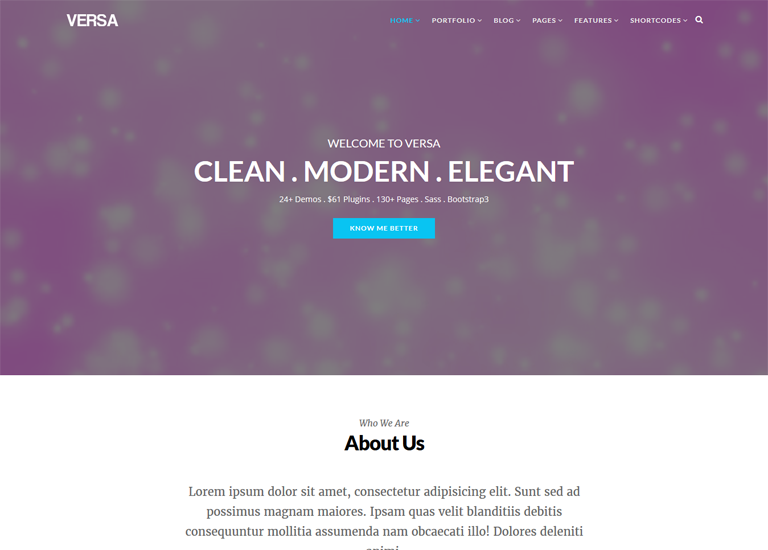 VERSA
HOME PORTFOLIO BLOG PAGES FEATURES SHORTCODES
WELCOME TO VERSA
CLEAN . MODERN . ELEGANT
24+ Demos . $61 Plugins . 130+ Pages . Sass . Bootstrap3
KNOW ME BETTER
Who We Are
About Us
Lorem ipsum dolor sit amet, consectetur adipisicing elit. Sunt sed ad
possimus magnam maiores. Ipsam quas velit blanditiis debitis
consequuntur mollitia assumenda nam obcaecati illo! Dolores deleniti